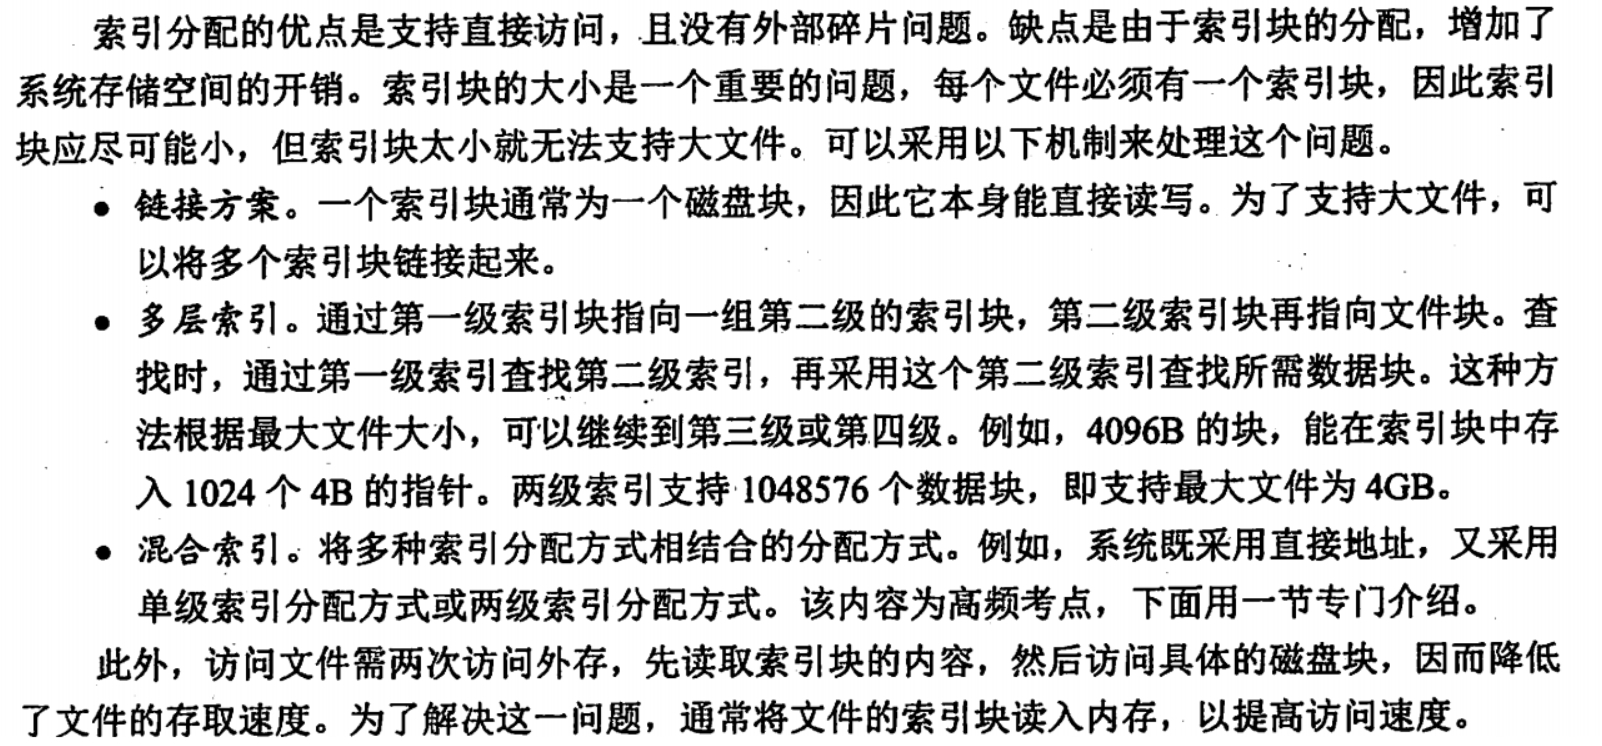 索引分配的优点是支持直接访问，且没有外部碎片问题。缺点是由于索引块的分配，增加了
系统存储空间的开销。索引块的大小是一个重要的问题，每个文件必须有一个索引块，因此索引
块应尽可能小，但索引块太小就无法支持大文件。可以采用以下机制来处理这个问题。
● 链接方案。一个索引块通常为一个磁盘块，因此它本身能直接读写。为了支持大文件，可
以将多个索引块链接起来。
● 多层索引。通过第一级索引块指向一组第二级的索引块，第二级索引块再指向文件块。查
找时，通过第一级索引查找第二级索引，再采用这个第二级索引查找所需数据块。这种方
法根据最大文件大小，可以继续到第三级或第四级。例如，4096B 的块，能在索引块中存
入 1024 个 4B 的指针。两级索引支持 1048576 个数据块，即支持最大文件为 4GB。
● 混合索引。将多种索引分配方式相结合的分配方式。例如，系统既采用直接地址，又采用
单级索引分配方式或两级索引分配方式。该内容为高频考点，下面用一节专门介绍。
此外，访问文件需两次访问外存，先读取索引块的内容，然后访问具体的磁盘块，因而降低
了文件的存取速度。为了解决这一问题，通常将文件的索引块读入内存，以提高访问速度。